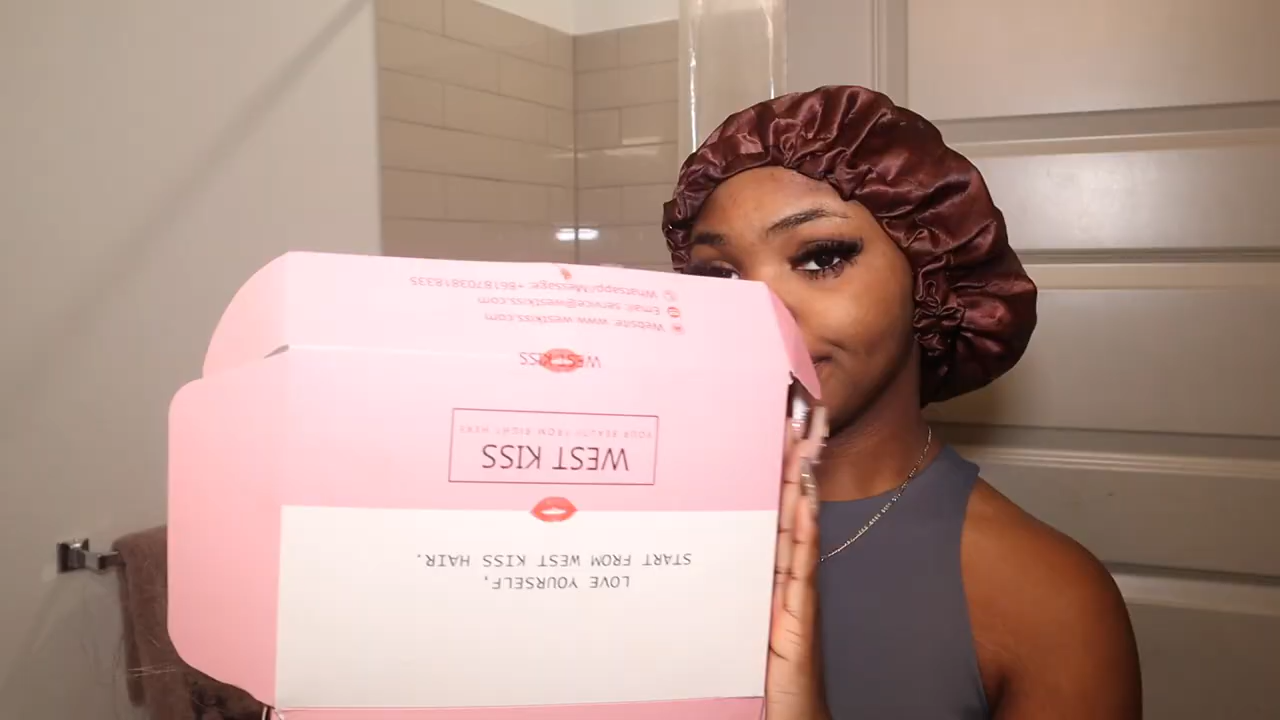 LOVE YOURSELF,
START FROM WEST KISS HAIR.
WEST KISS
YOUR BEAUTY FROM RIGHT HERE
WEST KISS
Website: www.westkiss.com
Email: service@westkiss.com
Whatsapp/iMessage: +8618703818335